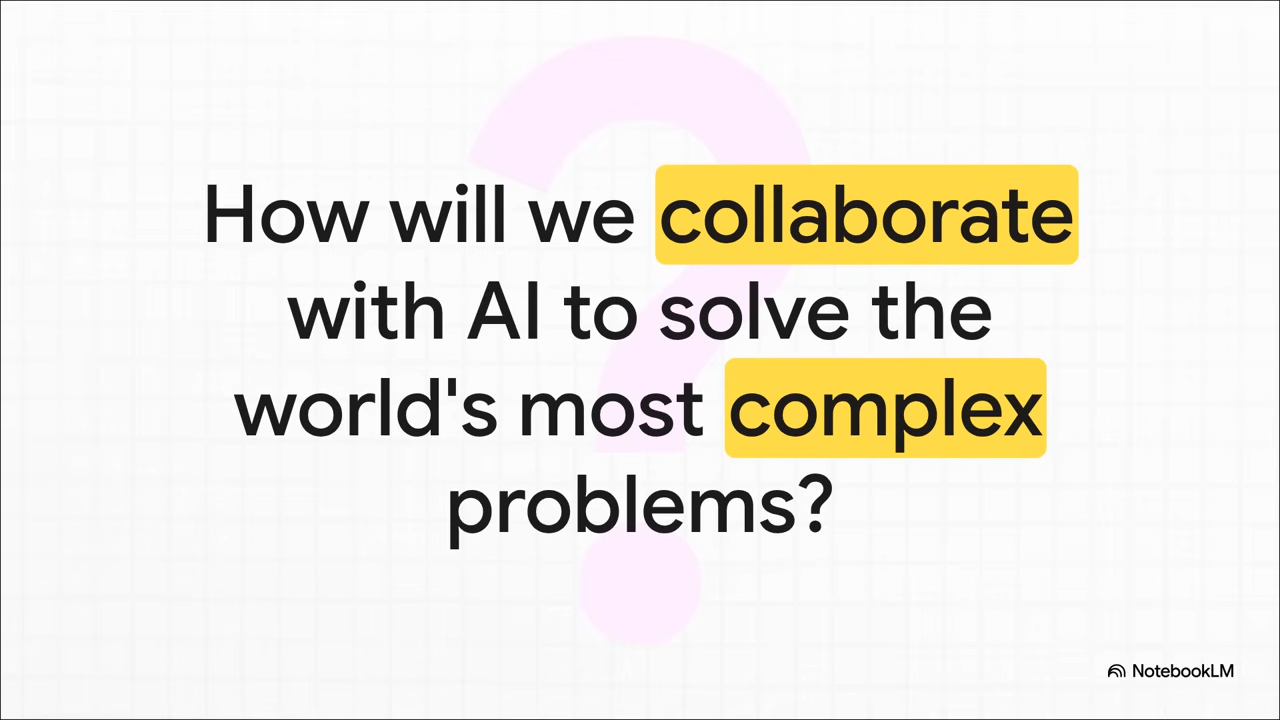 How will we collaborate
with AI to solve the
world's most complex
problems?
NotebookLM